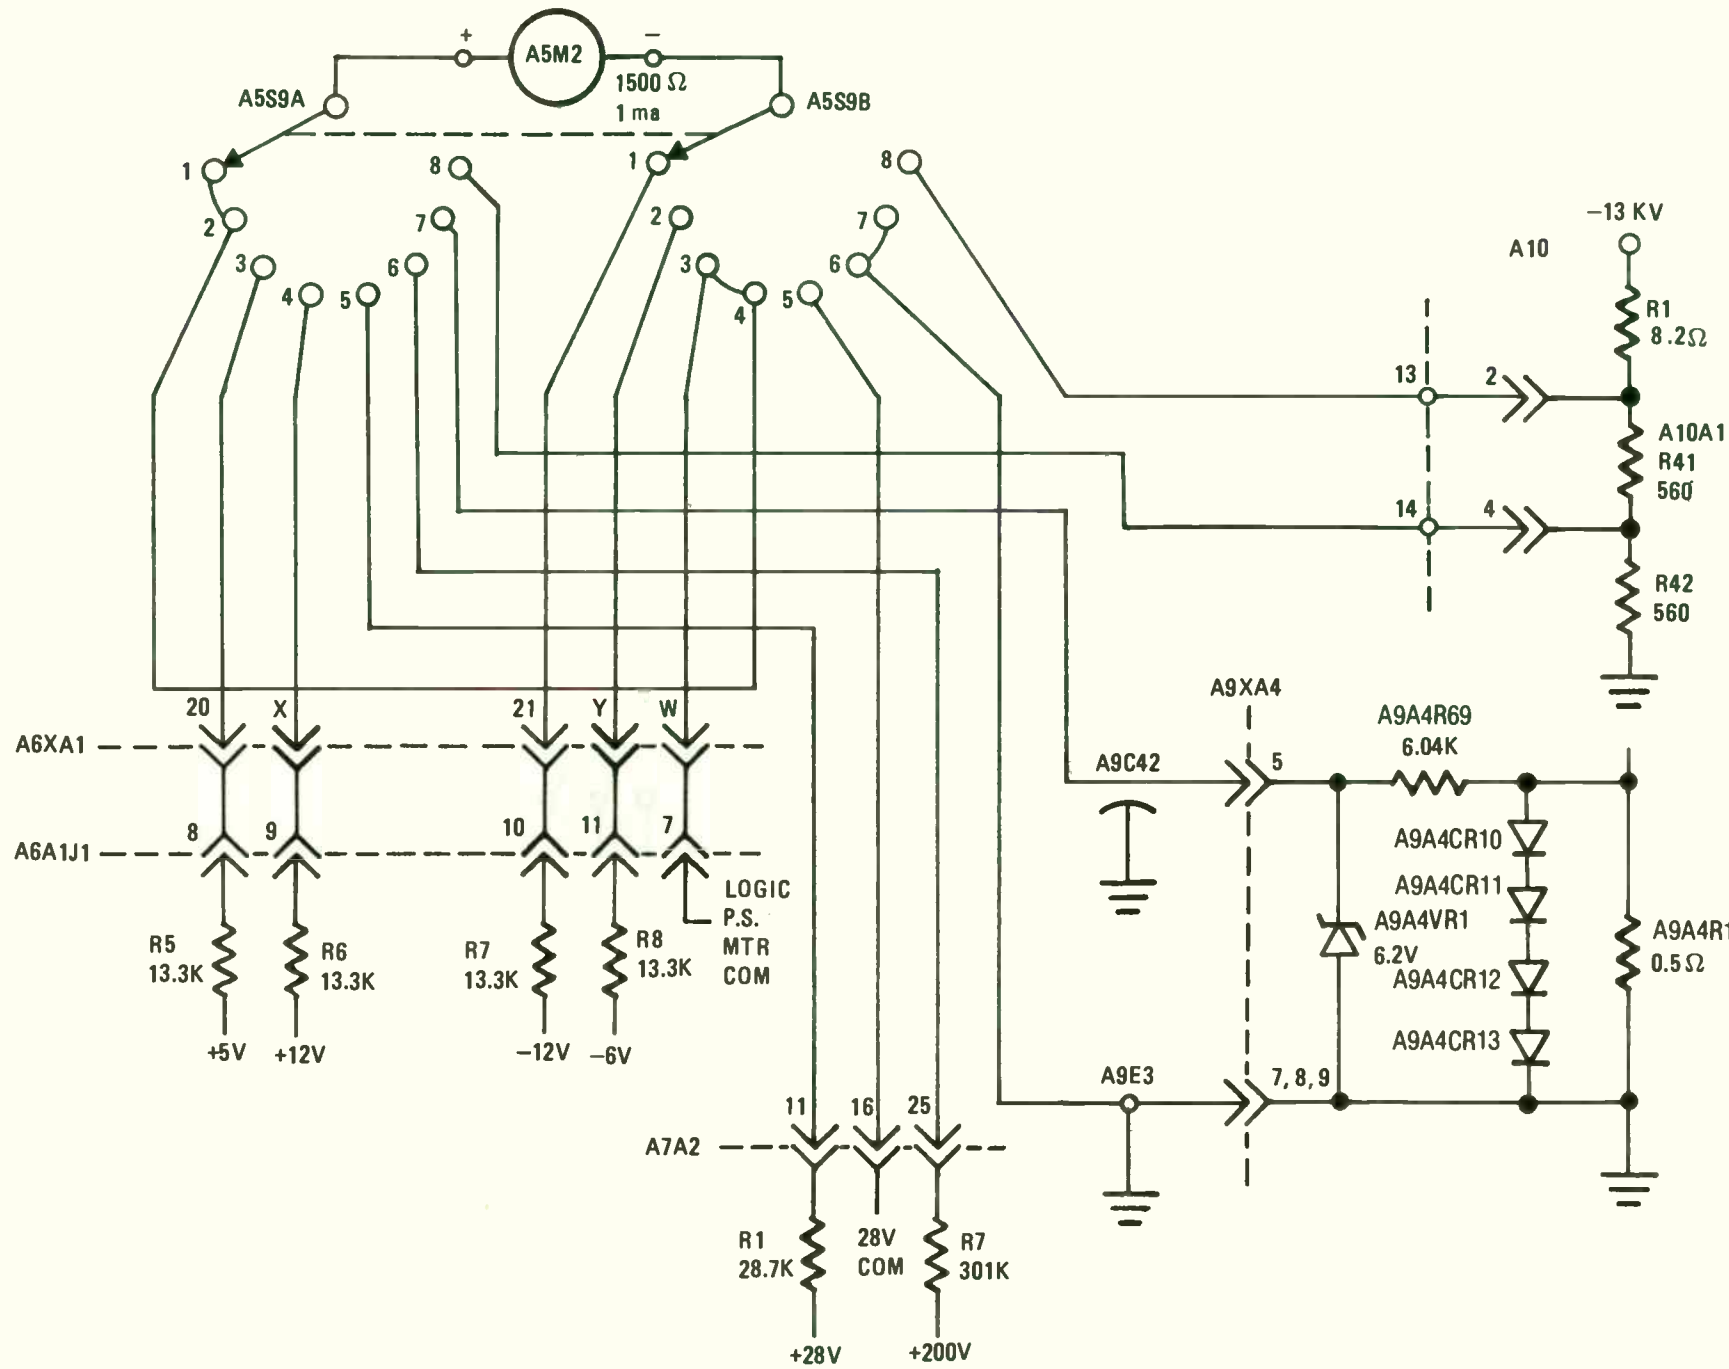 +
A5M2
−
1500 Ω
1 ma
A5S9A
A5S9B
1
2
3
4
5
6
7
8
1
2
3
4
5
6
7
8
−13 KV
A10
R1
8.2Ω
13
2
A10A1
R41
560
14
4
R42
560
20
X
21
Y
W
A6XA1
8
9
10
11
7
A6A1J1
LOGIC
P.S.
MTR
COM
R5
13.3K
R6
13.3K
R7
13.3K
R8
13.3K
+5V
+12V
−12V
−6V
A9XA4
A9A4R69
6.04K
A9C42
5
A9A4CR10
A9A4CR11
A9A4VR1
6.2V
A9A4CR12
A9A4CR13
A9A4R1
0.5Ω
A9E3
7, 8, 9
11
16
25
A7A2
R1
28.7K
28V
COM
R7
301K
+28V
+200V